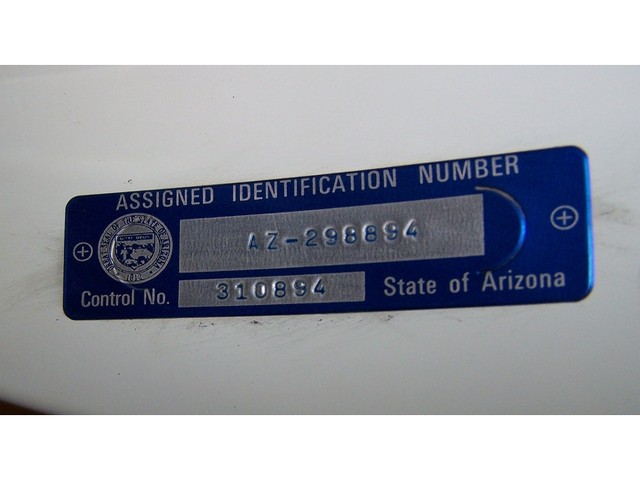 ASSIGNED IDENTIFICATION NUMBER
AZ-298894
Control No. 310894 State of Arizona